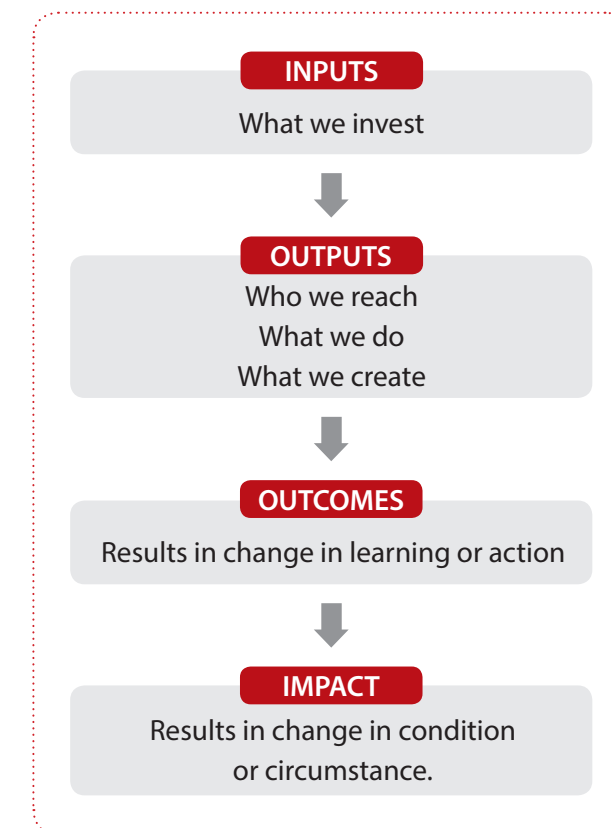 INPUTS
What we invest
OUTPUTS
Who we reach
What we do
What we create
OUTCOMES
Results in change in learning or action
IMPACT
Results in change in condition
or circumstance.